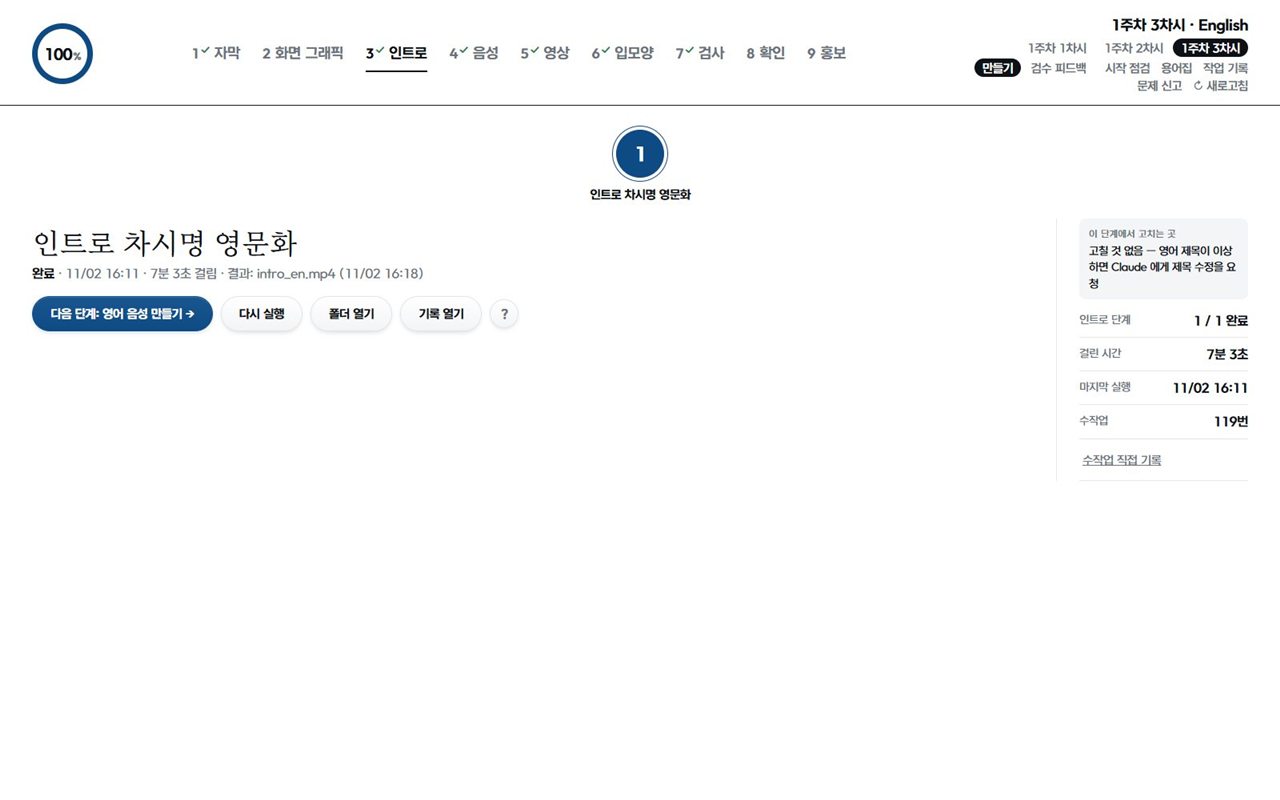 100%
1 자막 2 화면 그래픽 3 인트로 4 음성 5 영상 6 입모양 7 검사 8 확인 9 홍보
1주차 3차시 · English
1주차 1차시 1주차 2차시 1주차 3차시
만들기 검수 피드백 시작 점검 용어집 작업 기록
문제 신고 새로고침
1
인트로 차시명 영문화
인트로 차시명 영문화
완료 · 11/02 16:11 · 7분 3초 걸림 · 결과: intro_en.mp4 (11/02 16:18)
다음 단계: 영어 음성 만들기 → 다시 실행 폴더 열기 기록 열기 ?
이 단계에서 고치는 곳
고칠 것 없음 — 영어 제목이 이상
하면 Claude 에게 제목 수정을 요
청
인트로 단계 1 / 1 완료
걸린 시간 7분 3초
마지막 실행 11/02 16:11
수작업 119번
수작업 직접 기록